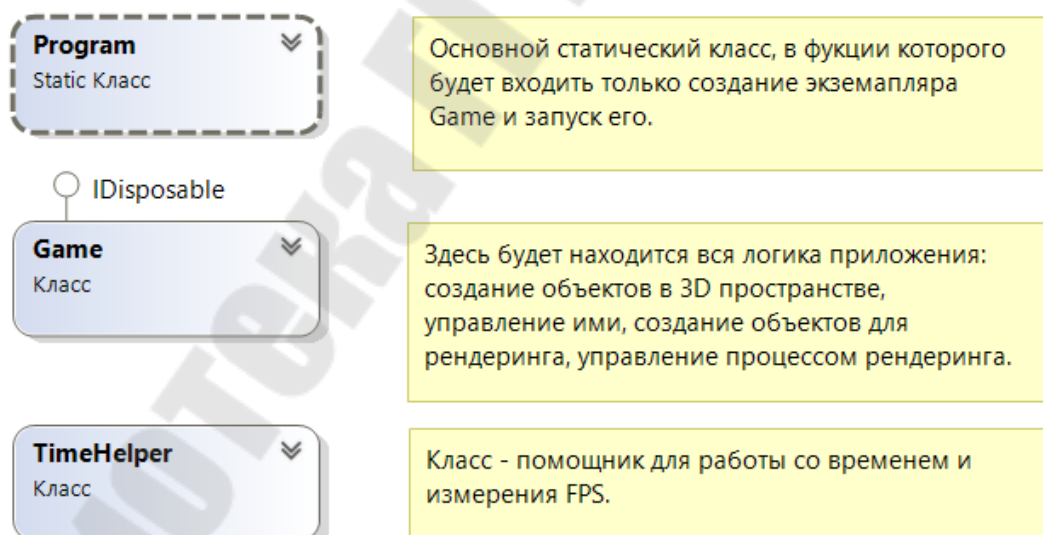 Program
Static Класс
Основной статический класс, в фукции которого
будет входить только создание экземапляра
Game и запуск его.
IDisposable
Game
Класс
Здесь будет находится вся логика приложения:
создание объектов в 3D пространстве,
управление ими, создание объектов для
рендеринга, управление процессом рендеринга.
TimeHelper
Класс
Класс - помощник для работы со временем и
измерения FPS.